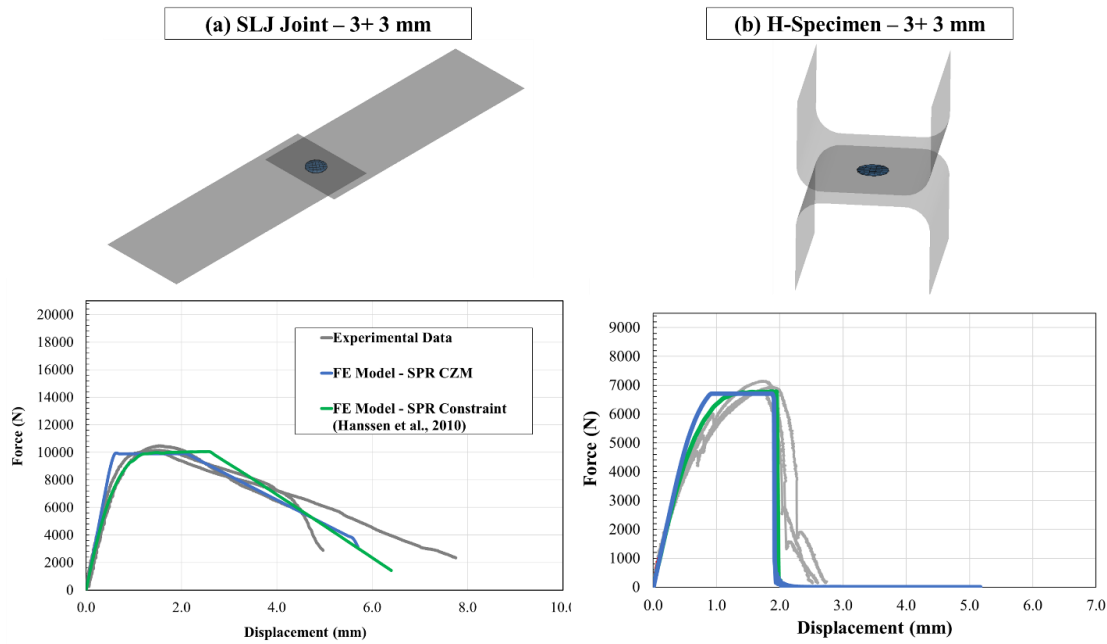 (a) SLJ Joint – 3+ 3 mm
(b) H-Specimen – 3+ 3 mm
Force (N)
20000
18000
16000
14000
12000
10000
8000
6000
4000
2000
0
0.0 2.0 4.0 6.0 8.0 10.0
Displacement (mm)
Experimental Data
FE Model - SPR CZM
FE Model - SPR Constraint
(Hanssen et al., 2010)
Force (N)
9000
8000
7000
6000
5000
4000
3000
2000
1000
0
0.0 1.0 2.0 3.0 4.0 5.0 6.0 7.0
Displacement (mm)